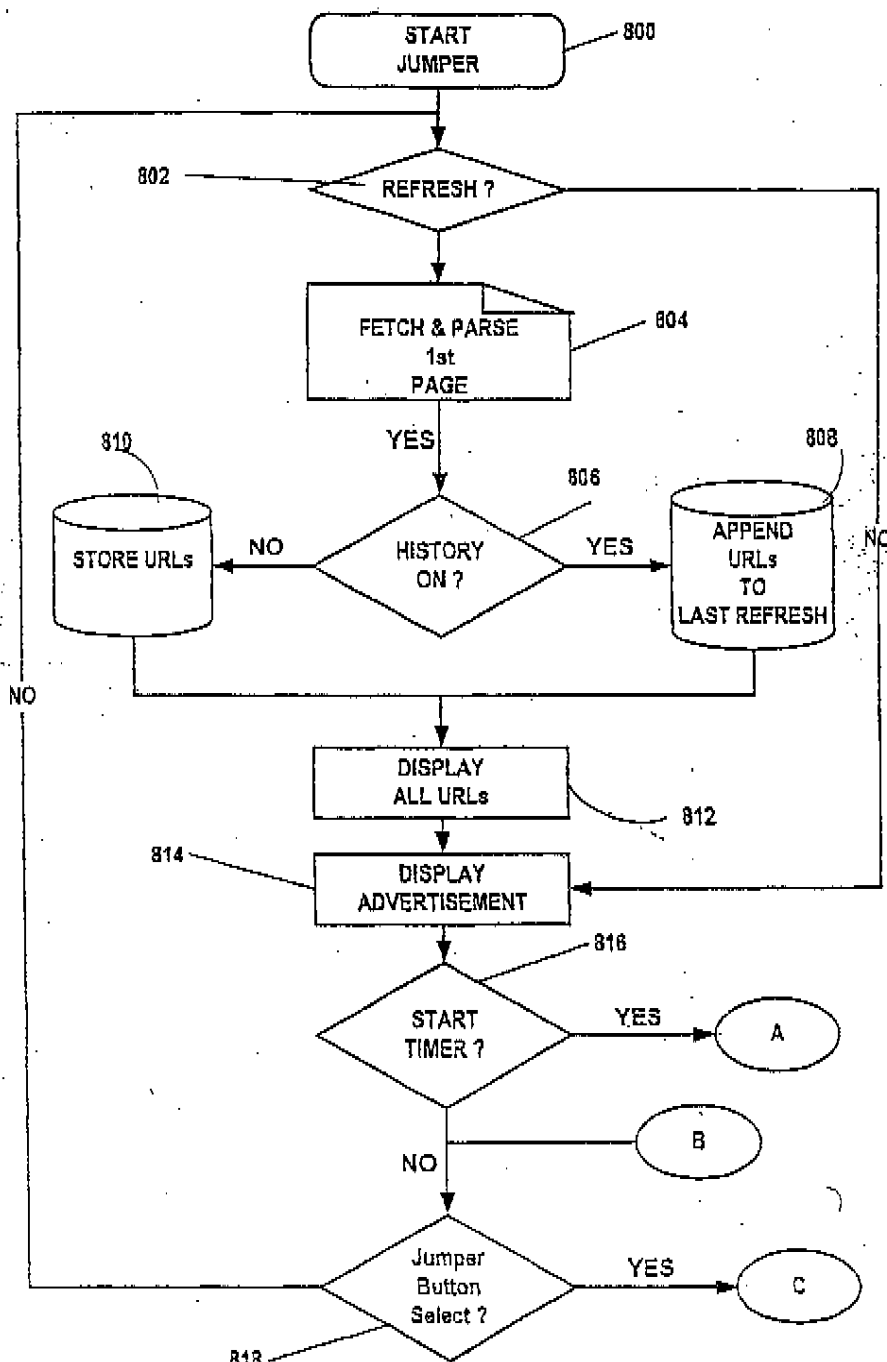 START
JUMPER
800
802
REFRESH ?
FETCH & PARSE
1st
PAGE
804
YES
810
808
806
STORE URLs
NO
HISTORY
ON ?
YES
APPEND
URLs
TO
LAST REFRESH
NO
NO
DISPLAY
ALL URLs
812
814
DISPLAY
ADVERTISEMENT
816
START
TIMER ?
YES
A
B
NO
Jumper
Button
Select ?
YES
C
818